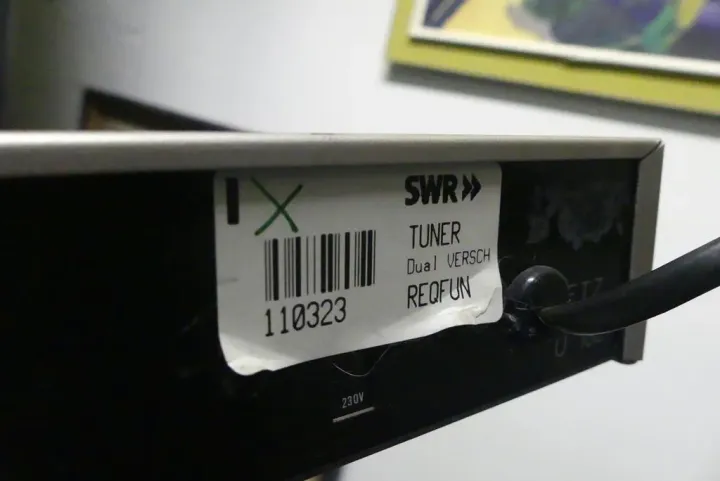 SWR
TUNER
Dual VERSCH
REQFUN
110323
230V